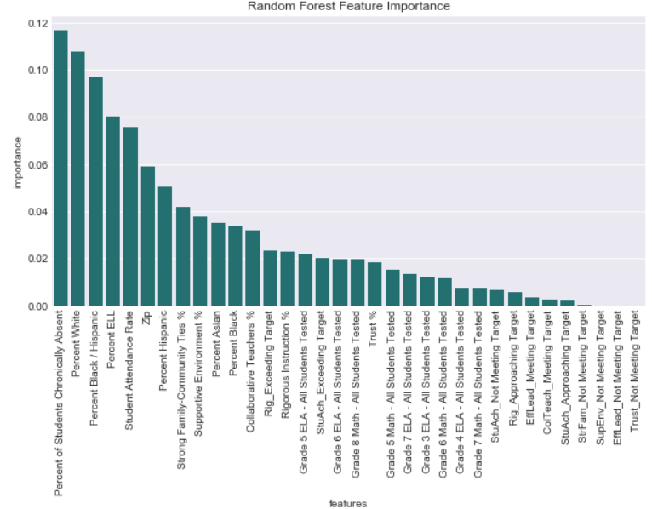 Random Forest Feature Importance
0.12
0.10
0.08
0.06
0.04
0.02
0.00
importance
Percent of Students Chronically Absent
Percent White
Percent Black / Hispanic
Percent ELL
Student Attendance Rate
Zip
Percent Hispanic
Strong Family-Community Ties %
Supportive Environment %
Percent Asian
Percent Black
Collaborative Teachers %
Rig_Exceeding Target
Rigorous Instruction %
Grade 5 ELA - All Students Tested
StuAch_Exceeding Target
Grade 6 ELA - All Students Tested
Grade 8 Math - All Students Tested
Trust %
Grade 5 Math - All Students Tested
Grade 7 ELA - All Students Tested
Grade 3 ELA - All Students Tested
Grade 6 Math - All Students Tested
Grade 4 ELA - All Students Tested
Grade 7 Math - All Students Tested
StuAch_Not Meeting Target
Rig_Approaching Target
EffLead_Meeting Target
ColTeach_Meeting Target
StuAch_Approaching Target
StrFam_Not Meeting Target
SupEnv_Not Meeting Target
EffLead_Not Meeting Target
Trust_Not Meeting Target
features